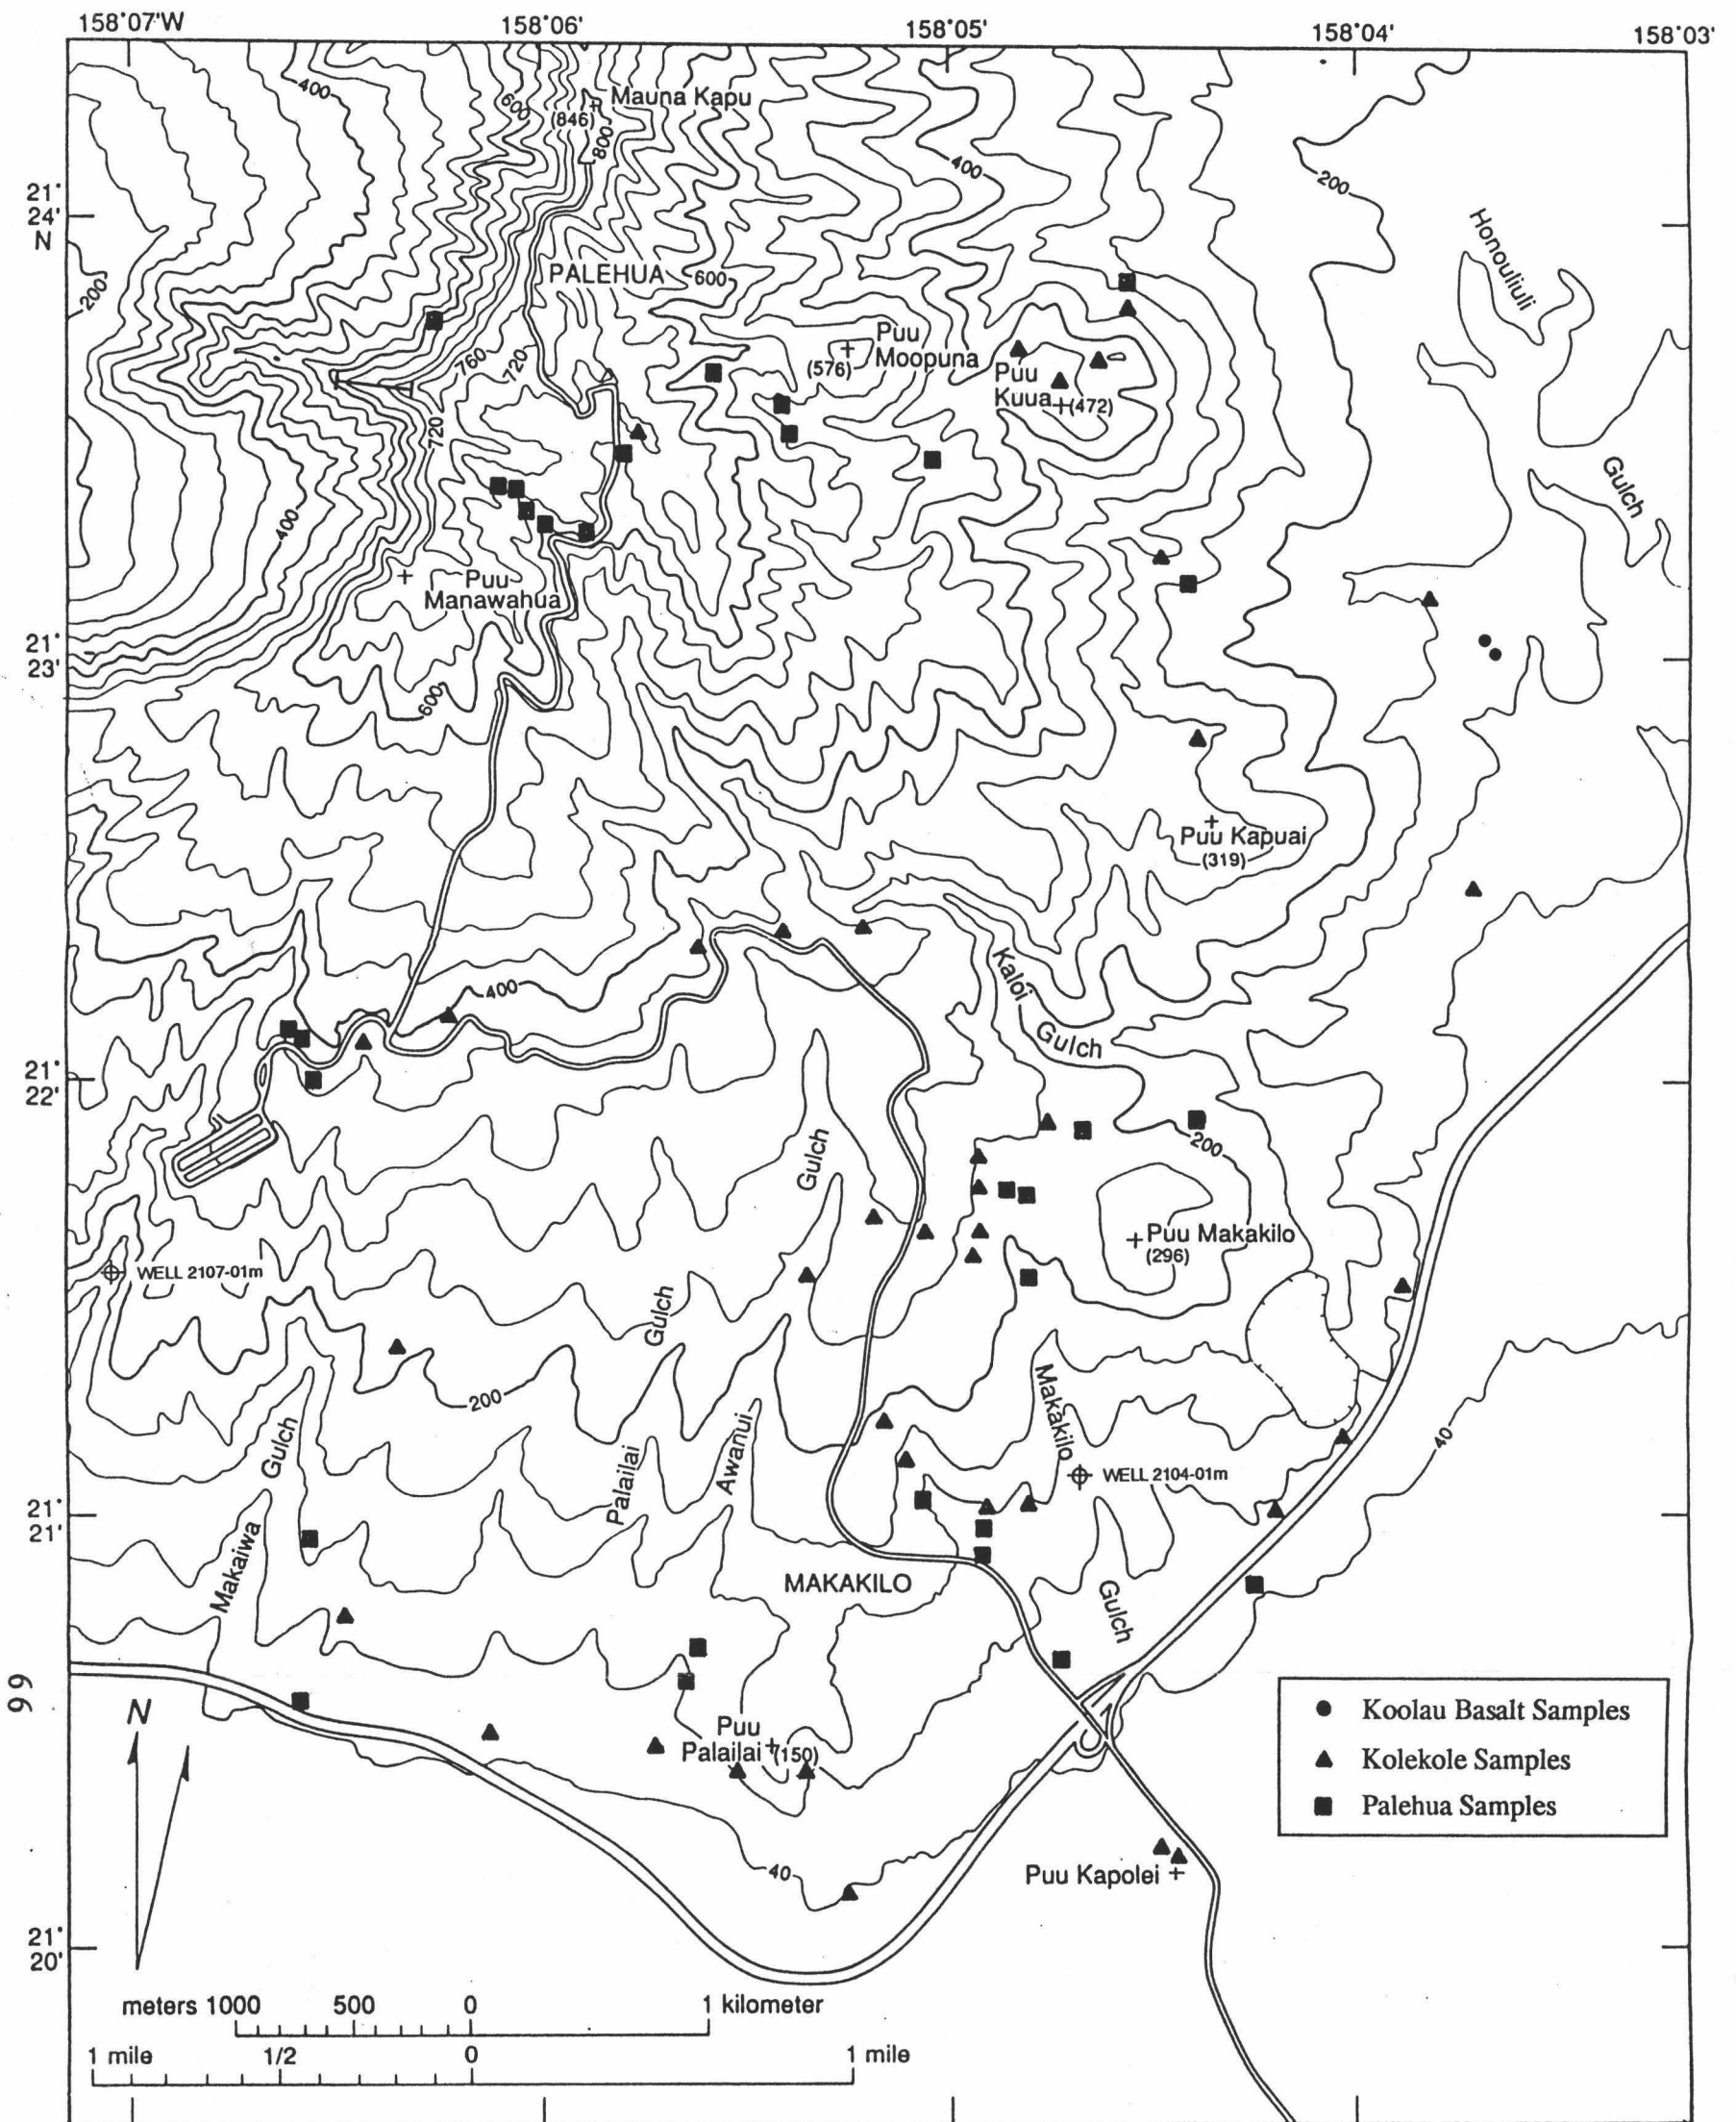 158°07'W
158°06'
158°05'
158°04'
158°03'
400
600
Mauna Kapu
(846)
800
400
200
21°
24'
N
Honouliuli
PALEHUA
600
200
Puu
Moopuna
(576)
760
720
Puu
Kuua
(472)
720
Gulch
400
Puu
Manawahua
21°
23'
600
Puu Kapuai
(319)
Kaloi
400
Gulch
21°
22'
200
Gulch
Puu Makakilo
(296)
WELL 2107-01m
Gulch
200
Makakilo
Gulch
Awanui
Palailai
40
WELL 2104-01m
21°
21'
Makaiwa
MAKAKILO
Gulch
66
N
Puu
Palailai
(150)
Koolau Basalt Samples
Kolekole Samples
Palehua Samples
40
Puu Kapolei
21°
20'
meters 1000 500 0 1 kilometer
1 mile 1/2 0 1 mile